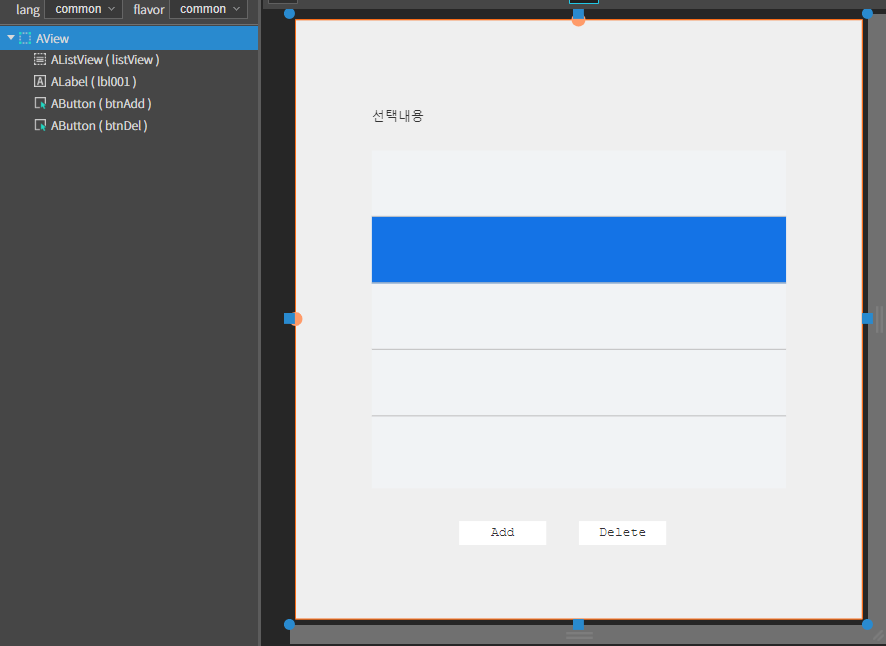 lang common flavor common
AView
AListView ( listView )
ALabel ( lbl001 )
AButton ( btnAdd )
AButton ( btnDel )
선택내용
Add Delete